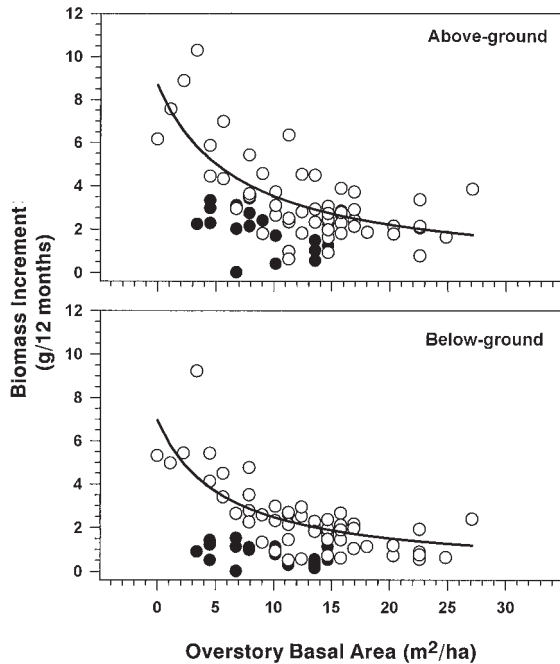 12
Above-ground
10
8
6
4
2
0
12
Below-ground
10
8
6
4
2
0
Biomass Increment
(g/12 months)
0 5 10 15 20 25 30
Overstory Basal Area (m²/ha)